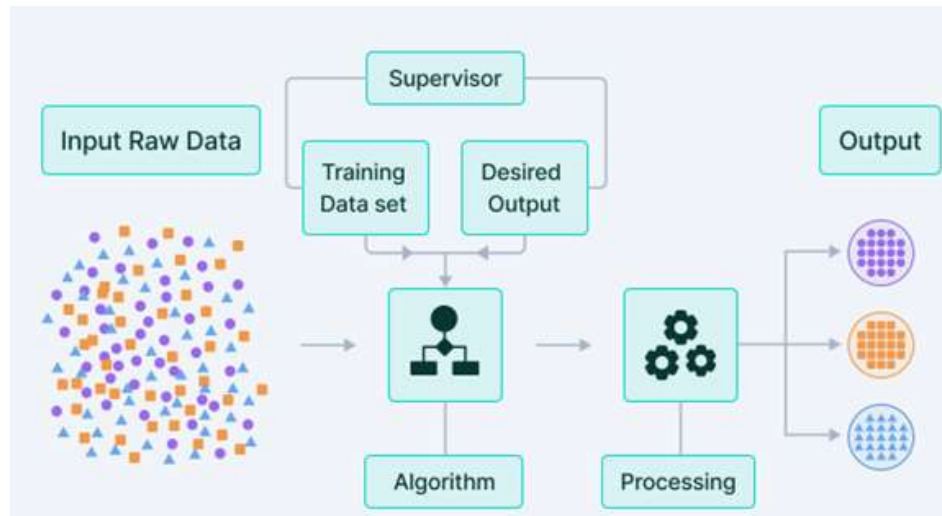 Supervisor
Input Raw Data
Training
Data set
Desired
Output
Output
Algorithm
Processing